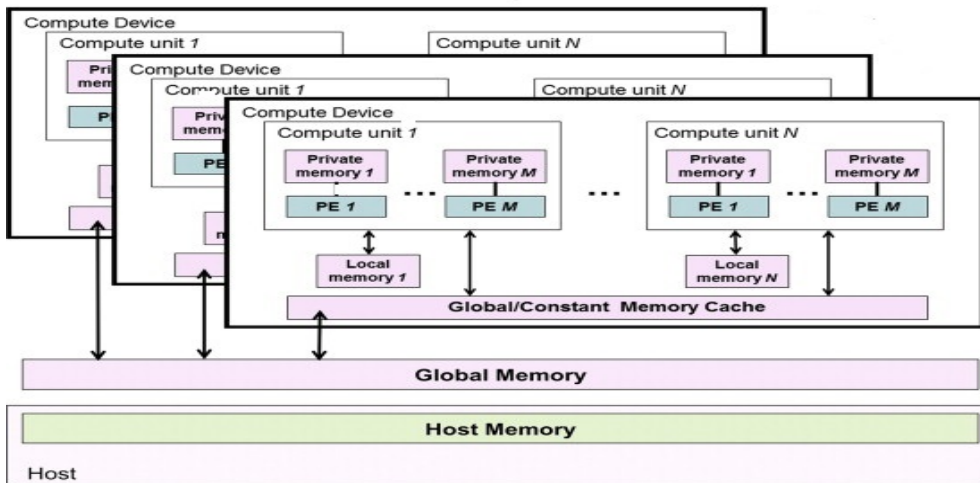 Compute Device
Compute unit 1
Compute unit N
Compute Device
Compute unit 1
Compute unit N
Compute Device
Compute unit 1
Compute unit N
Private memory 1
Private memory M
Private memory 1
Private memory M
...
...
...
PE 1
PE M
PE 1
PE M
PE
Local memory 1
Local memory N
Global/Constant Memory Cache
Global Memory
Host Memory
Host